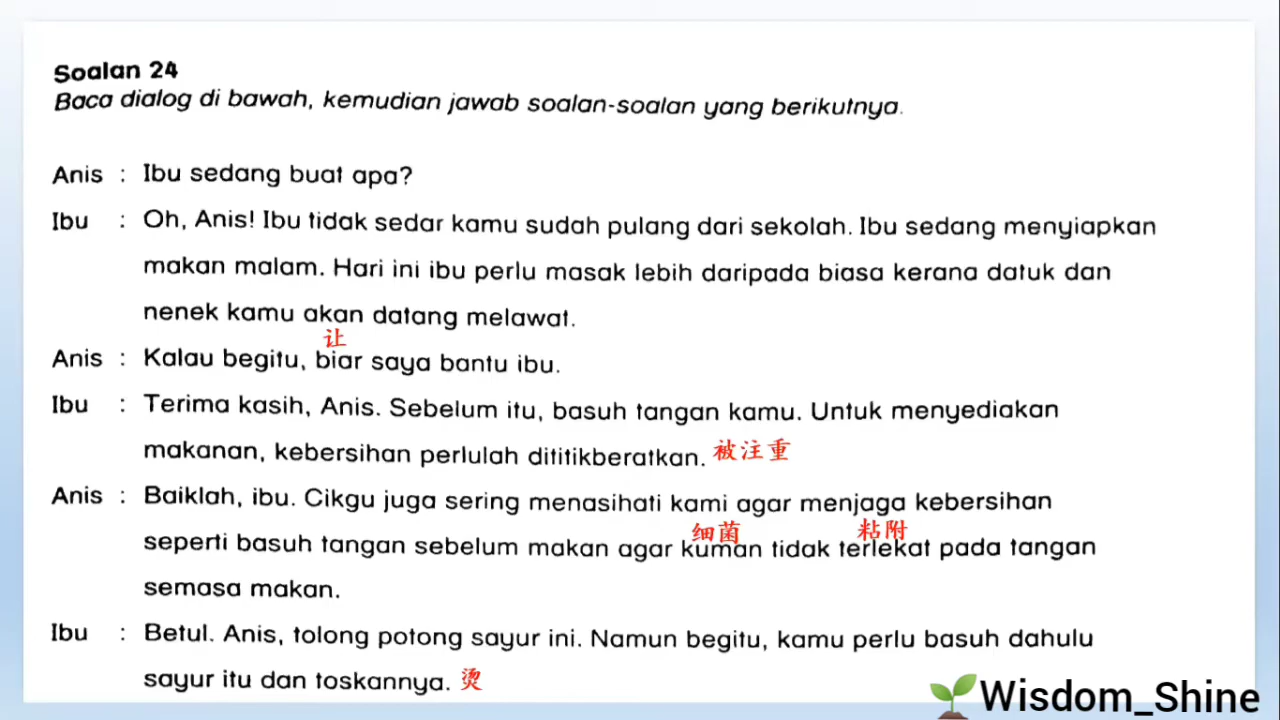 Soalan 24
Baca dialog di bawah, kemudian jawab soalan-soalan yang berikutnya.
Anis : Ibu sedang buat apa?
Ibu : Oh, Anis! Ibu tidak sedar kamu sudah pulang dari sekolah. Ibu sedang menyiapkan
makan malam. Hari ini ibu perlu masak lebih daripada biasa kerana datuk dan
nenek kamu akan datang melawat.
让
Anis : Kalau begitu, biar saya bantu ibu.
Ibu : Terima kasih, Anis. Sebelum itu, basuh tangan kamu. Untuk menyediakan
makanan, kebersihan perlulah dititikberatkan. 被注重
Anis : Baiklah, ibu. Cikgu juga sering menasihati kami agar menjaga kebersihan
细菌 粘附
seperti basuh tangan sebelum makan agar kuman tidak terlekat pada tangan
semasa makan.
Ibu : Betul. Anis, tolong potong sayur ini. Namun begitu, kamu perlu basuh dahulu
sayur itu dan toskannya. 烫
Wisdom_Shine